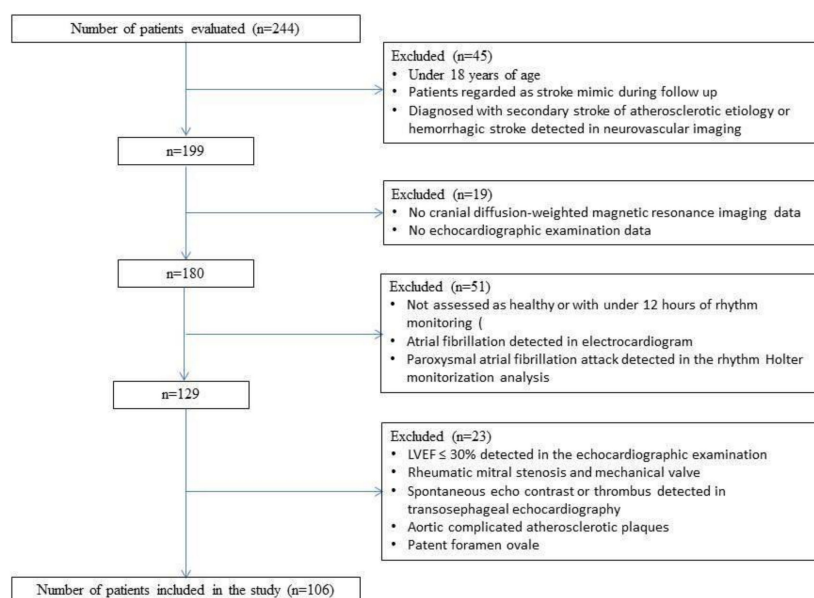 Number of patients evaluated (n=244)
Excluded (n=45)
• Under 18 years of age
• Patients regarded as stroke mimic during follow up
• Diagnosed with secondary stroke of atherosclerotic etiology or
hemorrhagic stroke detected in neurovascular imaging
n=199
Excluded (n=19)
• No cranial diffusion-weighted magnetic resonance imaging data
• No echocardiographic examination data
n=180
Excluded (n=51)
• Not assessed as healthy or with under 12 hours of rhythm
monitoring (
• Atrial fibrillation detected in electrocardiogram
• Paroxysmal atrial fibrillation attack detected in the rhythm Holter
monitorization analysis
n=129
Excluded (n=23)
• LVEF ≤ 30% detected in the echocardiographic examination
• Rheumatic mitral stenosis and mechanical valve
• Spontaneous echo contrast or thrombus detected in
transosephageal echocardiography
• Aortic complicated atherosclerotic plaques
• Patent foramen ovale
Number of patients included in the study (n=106)